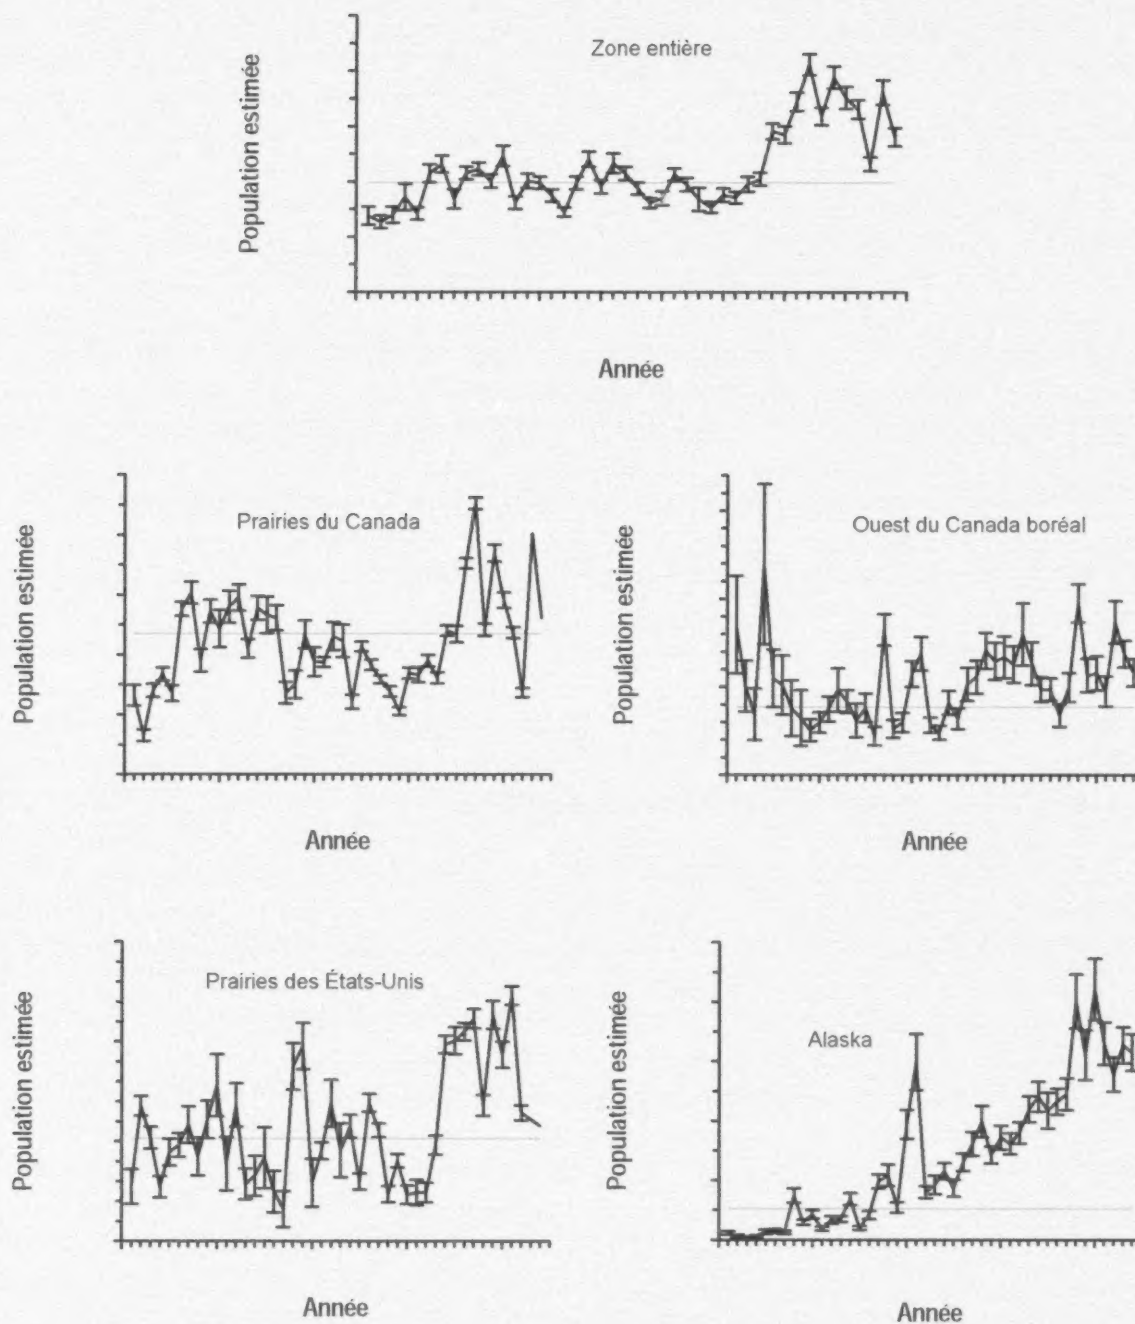 Zone entière
Population estimée
Année
Prairies du Canada
Population estimée
Année
Ouest du Canada boréal
Population estimée
Année
Prairies des États-Unis
Population estimée
Année
Alaska
Population estimée
Année